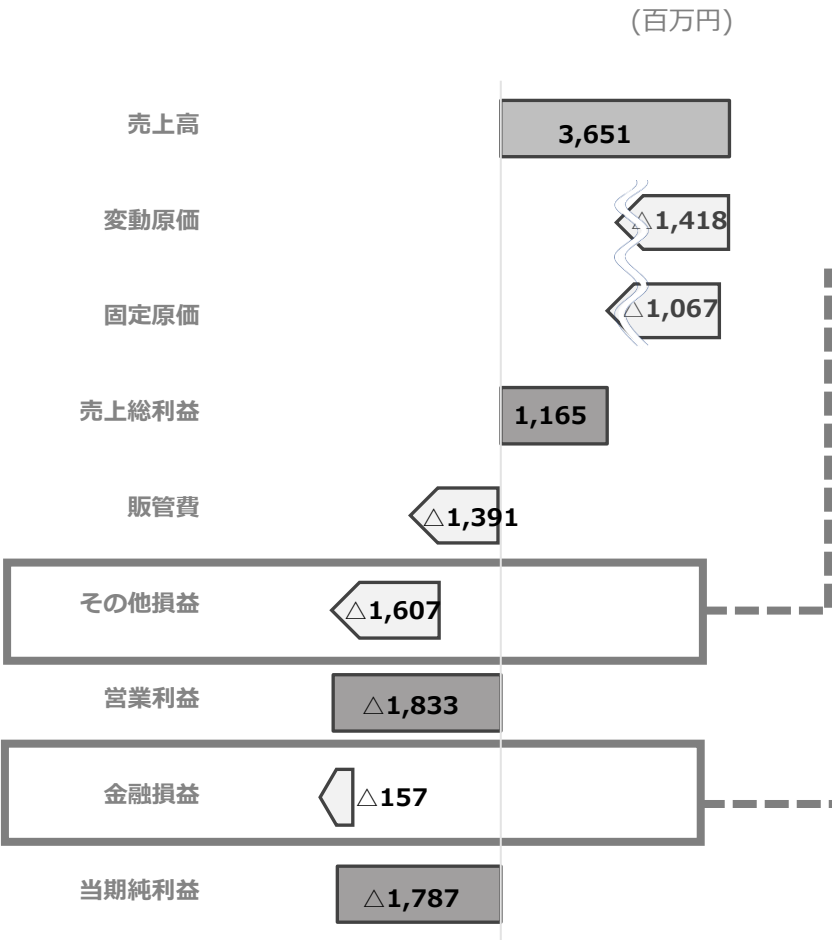 (百万円)
売上高
3,651
変動原価
△1,418
固定原価
△1,067
売上総利益
1,165
販管費
△1,391
その他損益
△1,607
営業利益
△1,833
金融損益
△157
当期純利益
△1,787